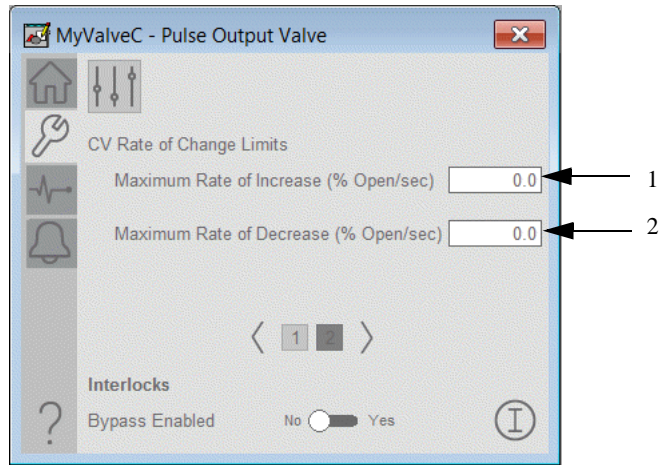 MyValveC - Pulse Output Valve
CV Rate of Change Limits
Maximum Rate of Increase (% Open/sec) 0.0 1
Maximum Rate of Decrease (% Open/sec) 0.0 2
1 2
Interlocks
Bypass Enabled No Yes
?
I